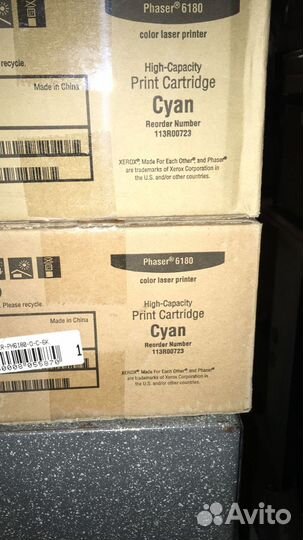 Phaser® 6180
color laser printer
High-Capacity
Print Cartridge
Cyan
Reorder Number
113R00723
e recycle.
Made in China
XEROX®, Made For Each Other®, and Phaser®
are trademarks of Xerox Corporation in
the U.S. and/or other countries.
Phaser® 6180
color laser printer
High-Capacity
Print Cartridge
Cyan
Reorder Number
113R00723
Please recycle.
Made in China
R-PH6180-D-C-6K
1
XEROX®, Made For Each Other®, and Phaser®
are trademarks of Xerox Corporation in
the U.S. and/or other countries.
Avito